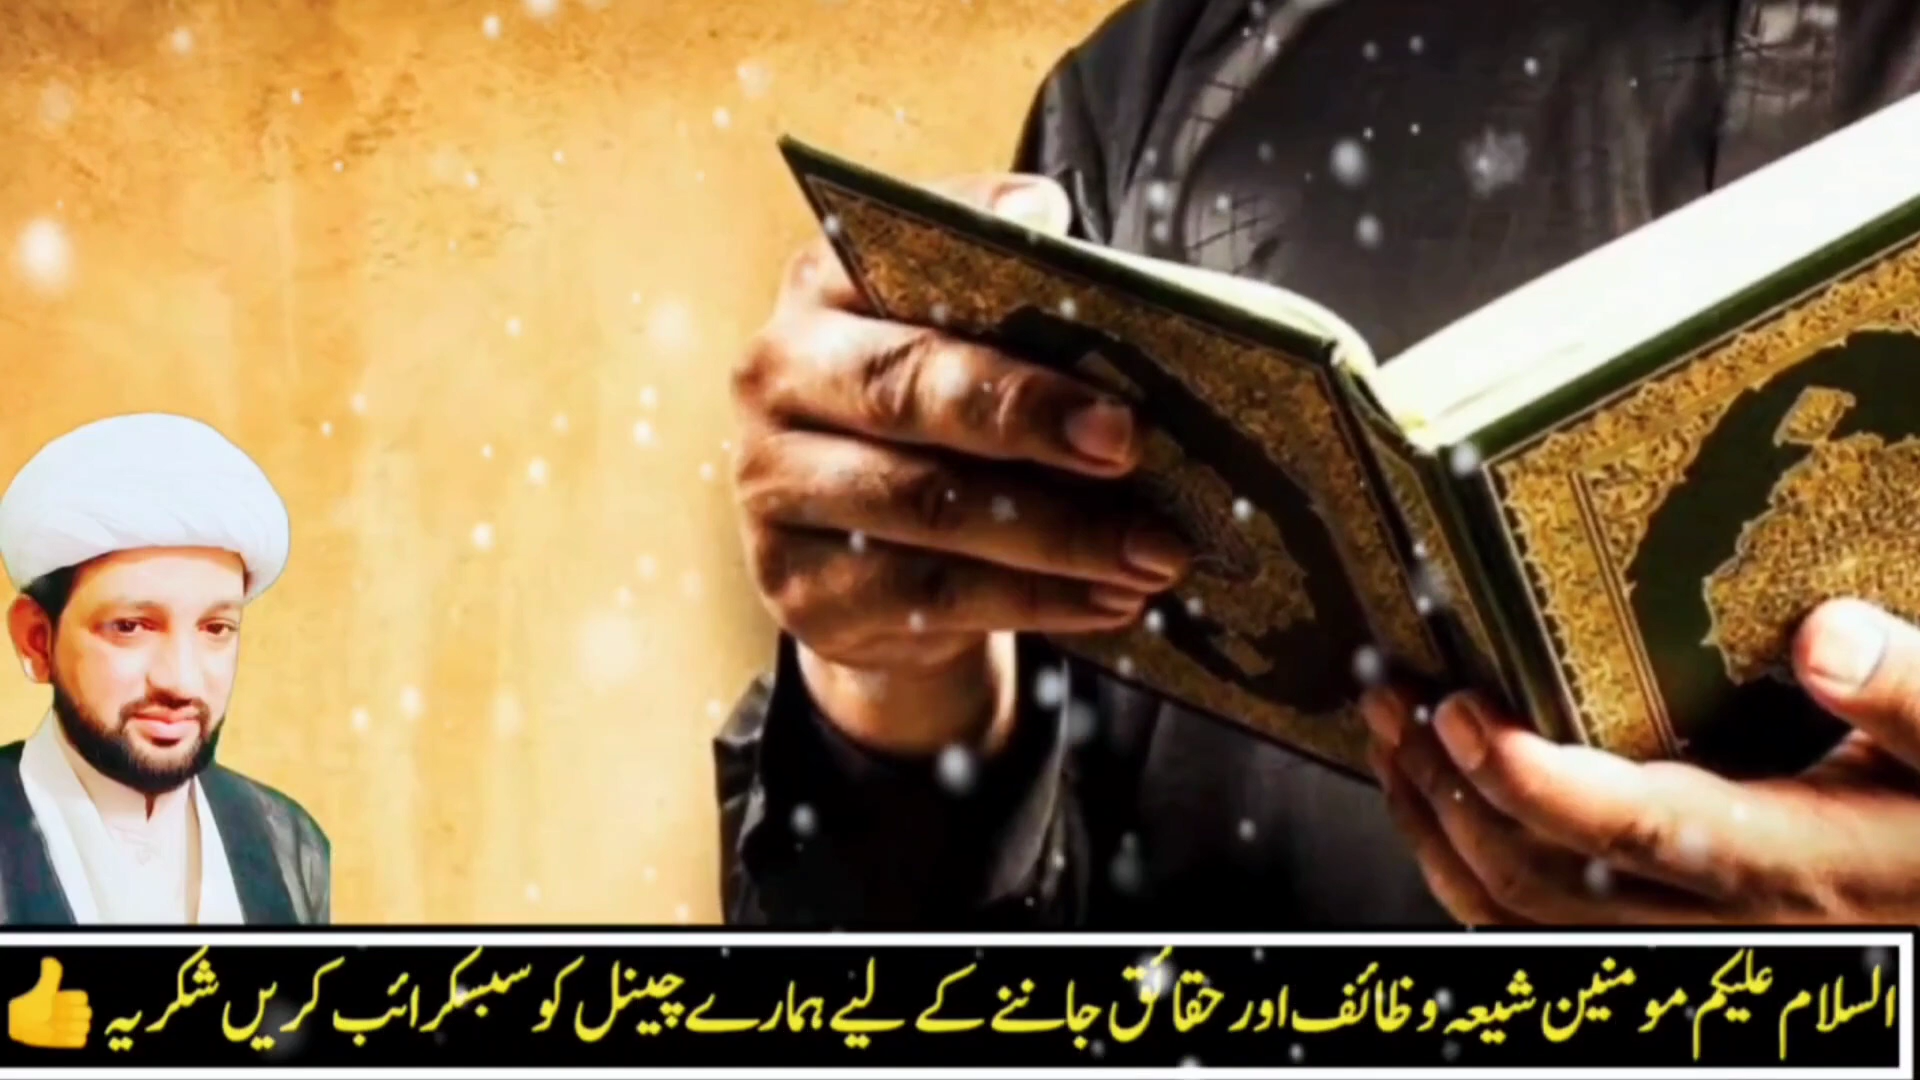 السلام علیکم مومنین شیعہ وظائف اور حقائق جاننے کے لیے ہمارے چینل کو سبسکرائب کریں شکریہ 👍